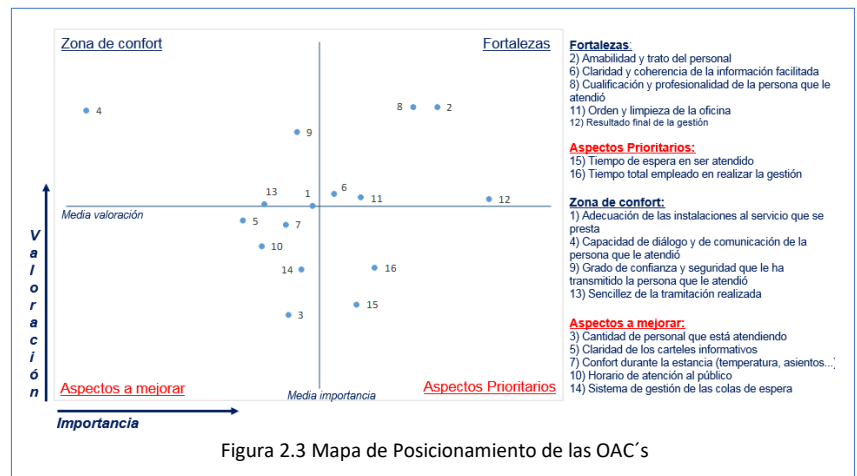 Zona de confort
Fortalezas
4
8
2
9
13
1
6
11
12
Media valoración
5
7
10
14
16
15
3
Valoración
Aspectos a mejorar
Media importancia
Aspectos Prioritarios
Importancia
Fortalezas:
2) Amabilidad y trato del personal
6) Claridad y coherencia de la información facilitada
8) Cualificación y profesionalidad de la persona que le
atendió
11) Orden y limpieza de la oficina
12) Resultado final de la gestión
Aspectos Prioritarios:
15) Tiempo de espera en ser atendido
16) Tiempo total empleado en realizar la gestión
Zona de confort:
1) Adecuación de las instalaciones al servicio que se
presta
4) Capacidad de diálogo y de comunicación de la
persona que le atendió
9) Grado de confianza y seguridad que le ha
transmitido la persona que le atendió
13) Sencillez de la tramitación realizada
Aspectos a mejorar:
3) Cantidad de personal que está atendiendo
5) Claridad de los carteles informativos
7) Confort durante la estancia (temperatura, asientos...)
10) Horario de atención al público
14) Sistema de gestión de las colas de espera
Figura 2.3 Mapa de Posicionamiento de las OAC´s